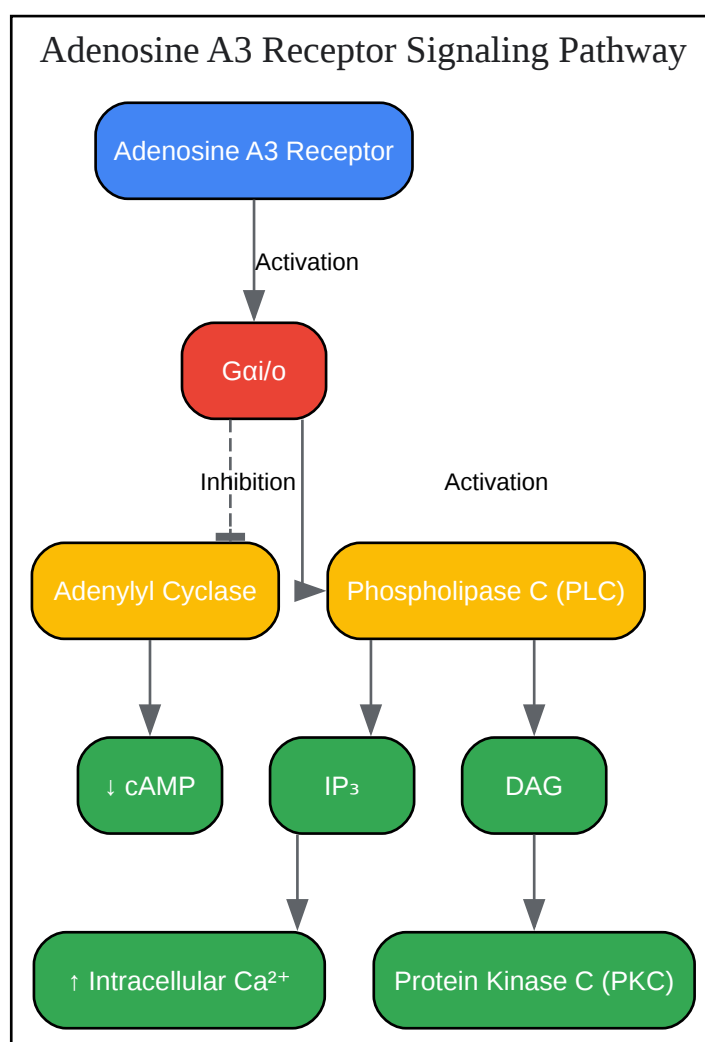 Adenosine A3 Receptor Signaling Pathway
Adenosine A3 Receptor
Activation
Gαi/o
Inhibition
Activation
Adenylyl Cyclase
Phospholipase C (PLC)
↓ cAMP
IP₃
DAG
↑ Intracellular Ca²⁺
Protein Kinase C (PKC)